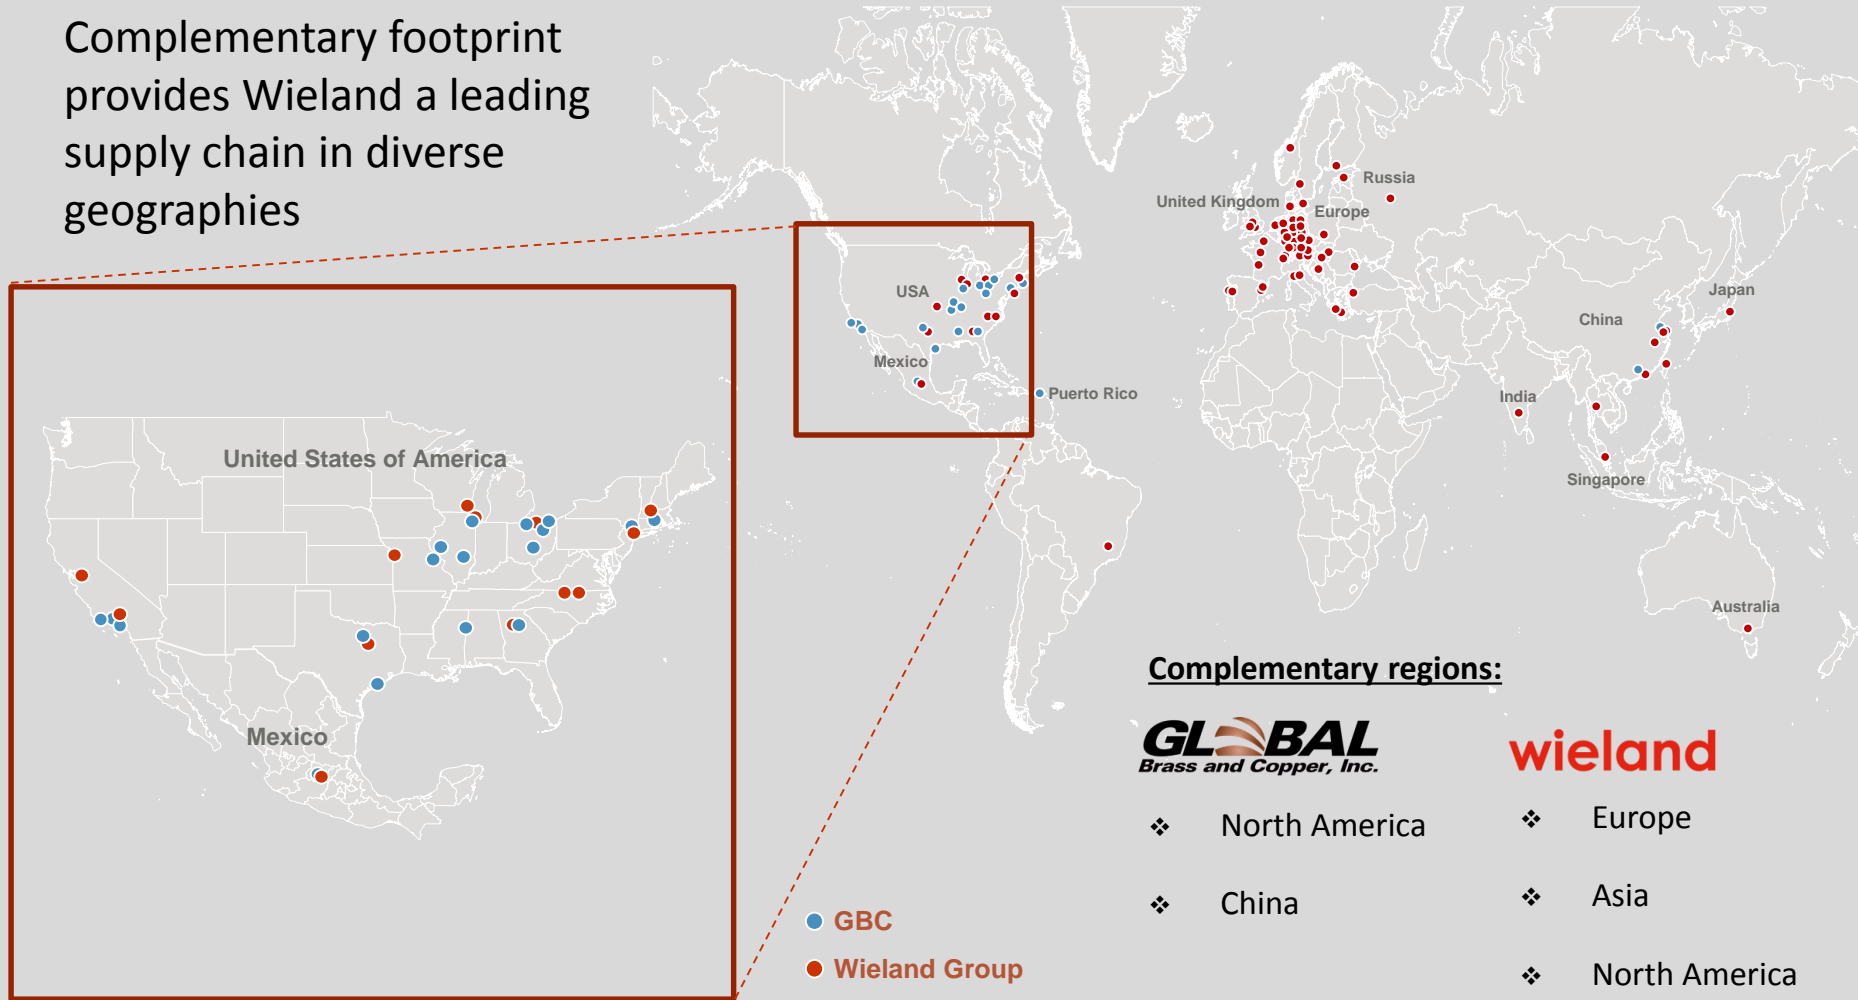 Complementary footprint
provides Wieland a leading
supply chain in diverse
geographies
United Kingdom
Russia
Europe
USA
Mexico
Puerto Rico
China
Japan
India
Singapore
Australia
United States of America
Mexico
GBC
Wieland Group
Complementary regions:
GLOBAL
Brass and Copper, Inc.
❖ North America
❖ China
wieland
❖ Europe
❖ Asia
❖ North America